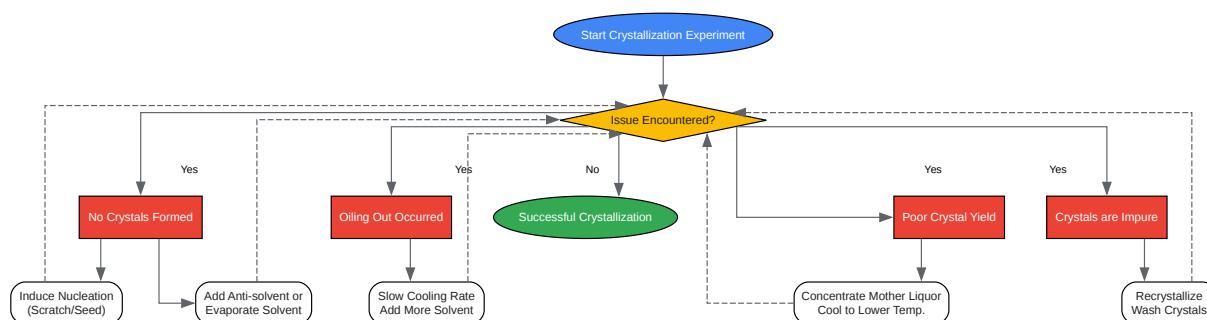 Start Crystallization Experiment
Issue Encountered?
Yes
Yes
No
Yes
Yes
No Crystals Formed
Oiling Out Occurred
Successful Crystallization
Poor Crystal Yield
Crystals are Impure
Induce Nucleation
(Scratch/Seed)
Add Anti-solvent or
Evaporate Solvent
Slow Cooling Rate
Add More Solvent
Concentrate Mother Liquor
Cool to Lower Temp.
Recrystallize
Wash Crystals